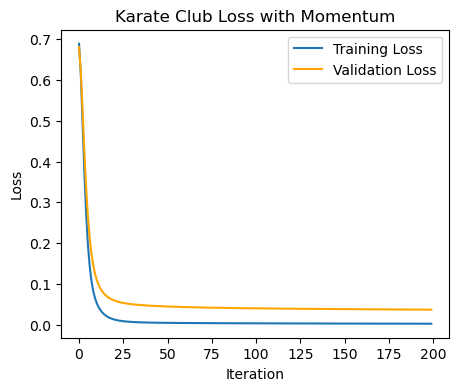 Karate Club Loss with Momentum
Training Loss
Validation Loss
0.7
0.6
0.5
0.4
0.3
0.2
0.1
0.0
Loss
0 25 50 75 100 125 150 175 200
Iteration